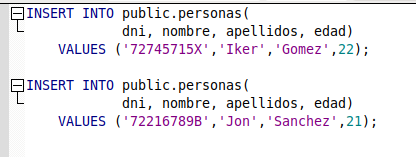 INSERT INTO public.personas(
dni, nombre, apellidos, edad)
VALUES ('72745715X','Iker','Gomez',22);
INSERT INTO public.personas(
dni, nombre, apellidos, edad)
VALUES ('72216789B','Jon','Sanchez',21);